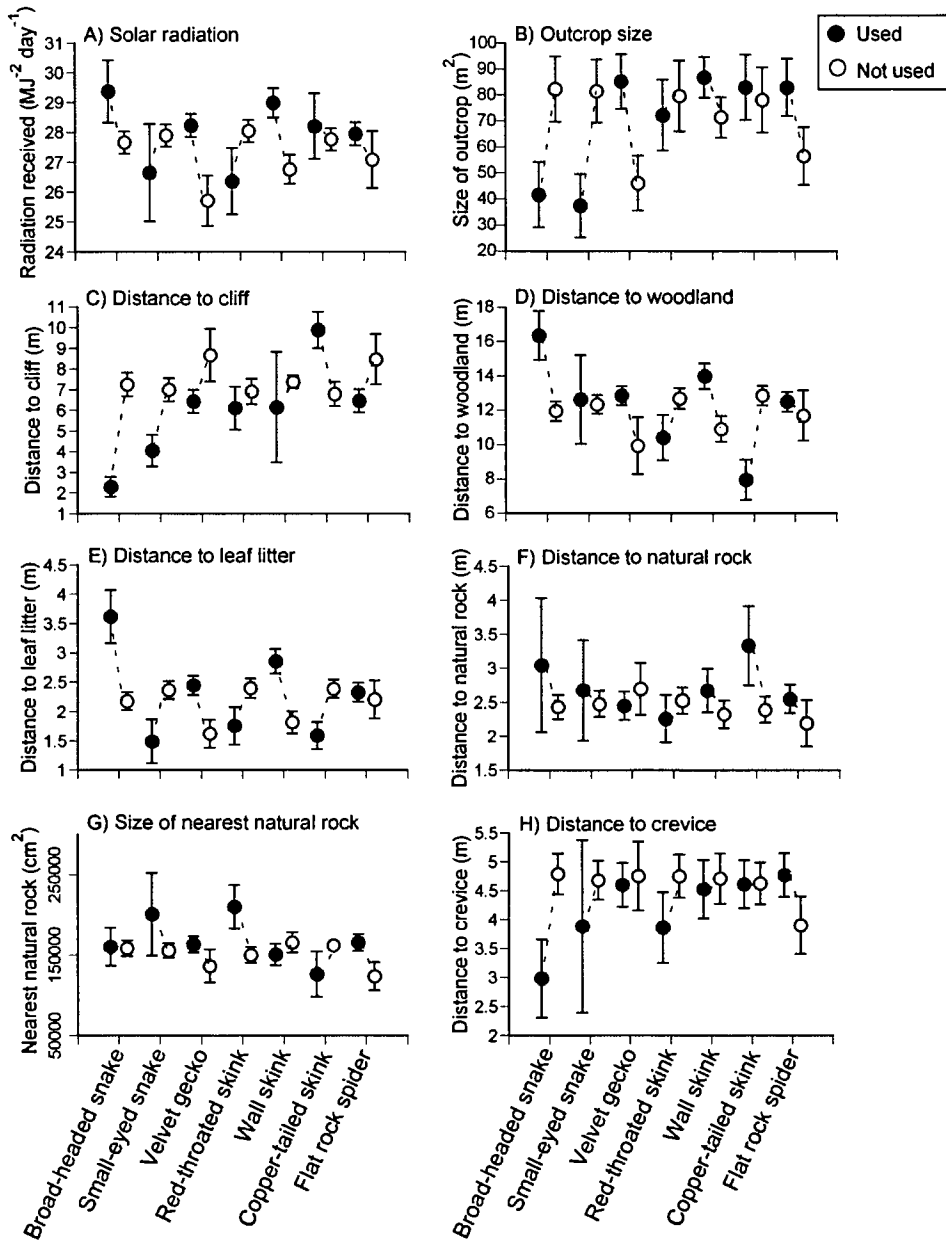 A) Solar radiation
Radiation received (MJ⁻² day⁻¹)
31
30
29
28
27
26
25
24
B) Outcrop size
Size of outcrop (m²)
100
90
80
70
60
50
40
30
20
Used
Not used
C) Distance to cliff
Distance to cliff (m)
11
10
9
8
7
6
5
4
3
2
1
D) Distance to woodland
Distance to woodland (m)
18
16
14
12
10
8
6
E) Distance to leaf litter
Distance to leaf litter (m)
4.5
4
3.5
3
2.5
2
1.5
1
F) Distance to natural rock
Distance to natural rock (m)
4.5
4
3.5
3
2.5
2
1.5
G) Size of nearest natural rock
Nearest natural rock (cm²)
250000
150000
50000
H) Distance to crevice
Distance to crevice (m)
5.5
5
4.5
4
3.5
3
2.5
2
Broad-headed snake
Small-eyed snake
Velvet gecko
Red-throated skink
Wall skink
Copper-tailed skink
Flat rock spider
Broad-headed snake
Small-eyed snake
Velvet gecko
Red-throated skink
Wall skink
Copper-tailed skink
Flat rock spider